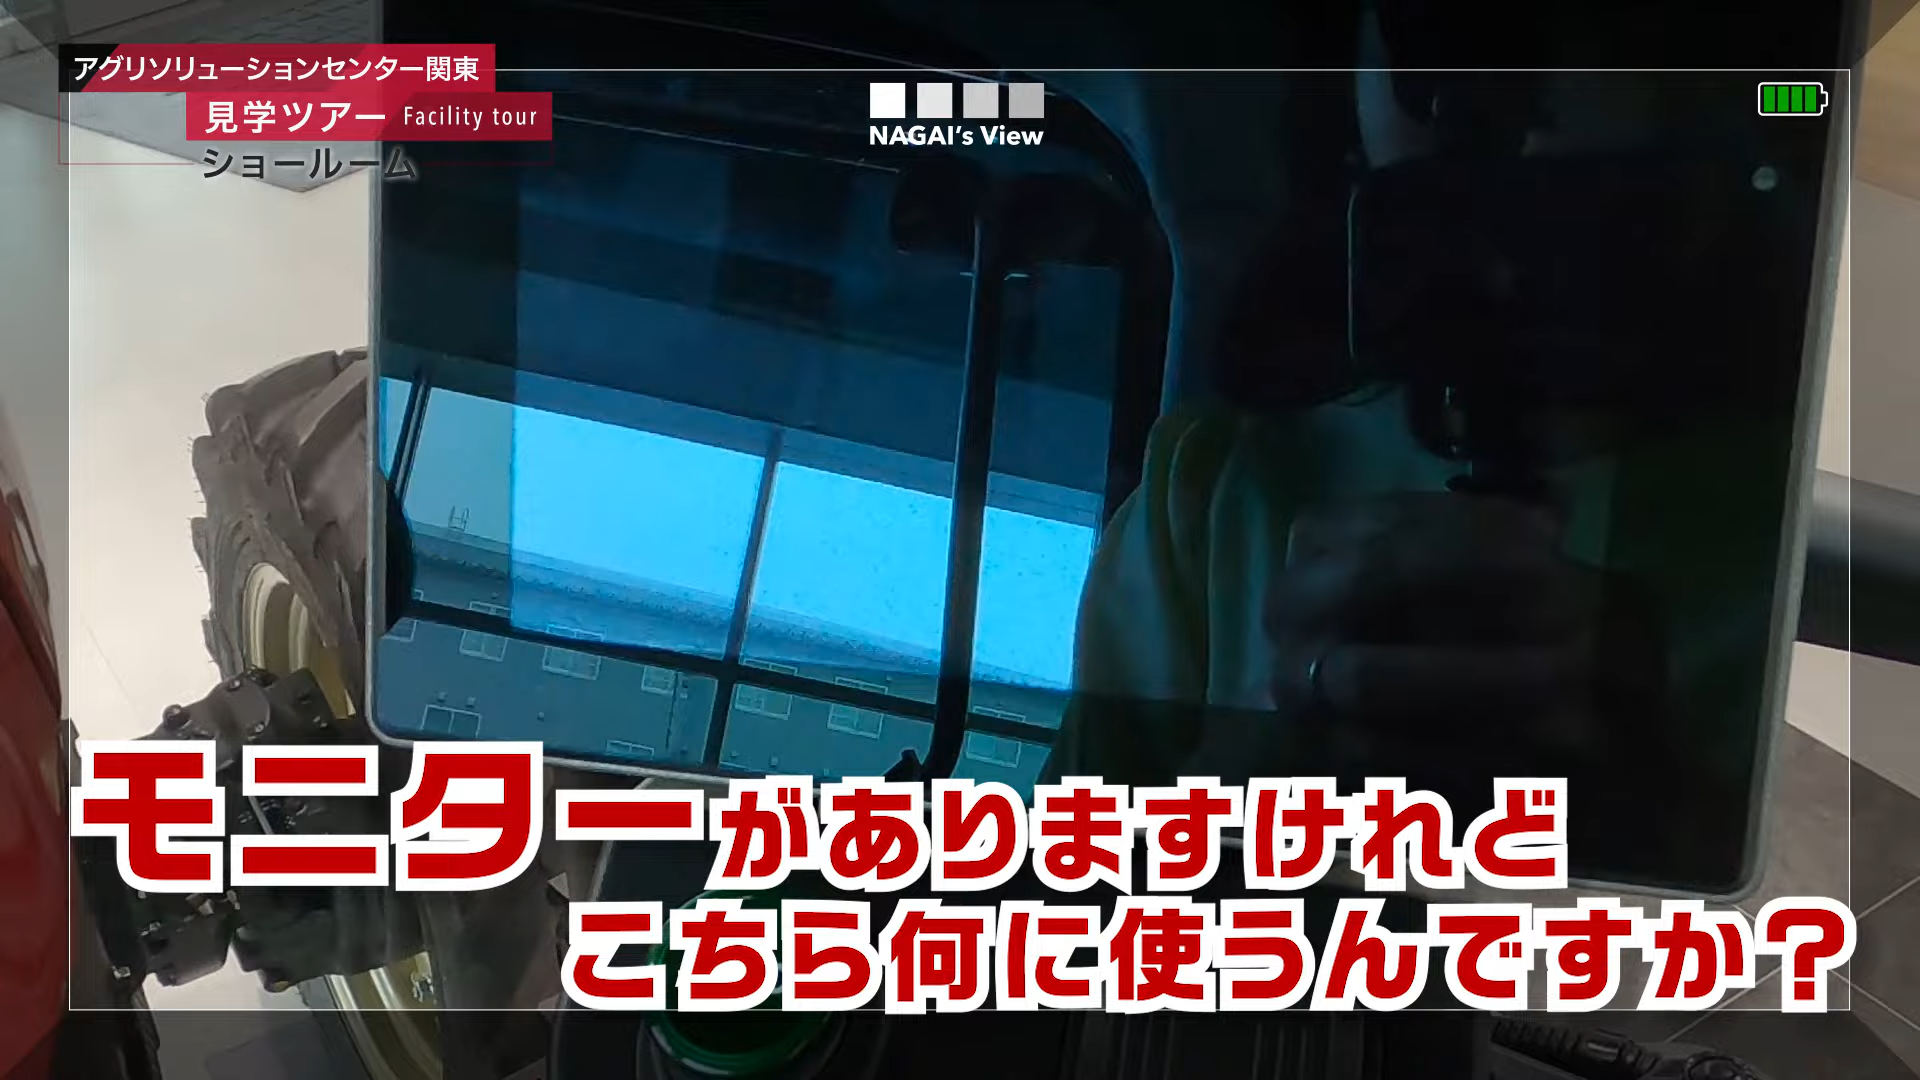 アグリソリューションセンター関東
見学ツアー Facility tour
ショールーム
NAGAI's View
モニターがありますけれど
こちら何に使うんですか?